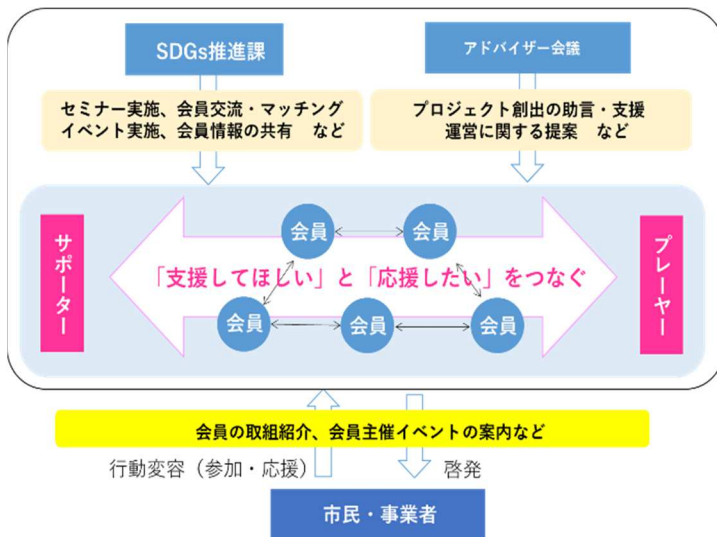 SDGs推進課
アドバイザー会議
セミナー実施、会員交流・マッチング
イベント実施、会員情報の共有　など
プロジェクト創出の助言・支援
運営に関する提案　など
サポーター
会員
会員
プレーヤー
「支援してほしい」と「応援したい」をつなぐ
会員
会員
会員
会員の取組紹介、会員主催イベントの案内など
行動変容（参加・応援）
啓発
市民・事業者